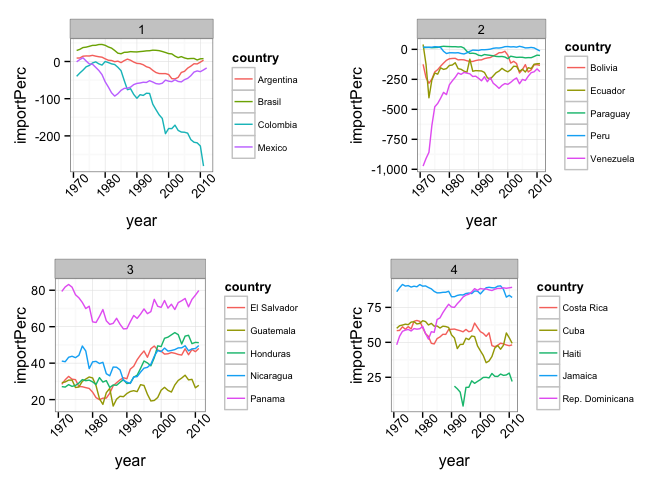 1
importPerc
0
-100
-200
1970
1980
1990
2000
2010
year
country
Argentina
Brasil
Colombia
Mexico
2
importPerc
0
-250
-500
-750
-1,000
1970
1980
1990
2000
2010
year
country
Bolivia
Ecuador
Paraguay
Peru
Venezuela
3
importPerc
80
60
40
20
1970
1980
1990
2000
2010
year
country
El Salvador
Guatemala
Honduras
Nicaragua
Panama
4
importPerc
75
50
25
1970
1980
1990
2000
2010
year
country
Costa Rica
Cuba
Haiti
Jamaica
Rep. Dominicana